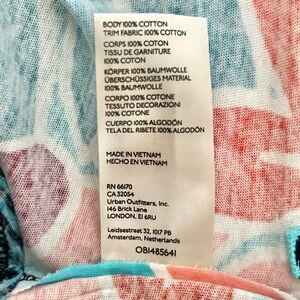 BODY 100% COTTON
TRIM FABRIC 100% COTTON
CORPS 100% COTON
TISSU DE GARNITURE
100% COTON
KÖRPER 100% BAUMWOLLE
ÜBERSCHÜSSIGES MATERIAL
100% BAUMWOLLE
CORPO 100% COTONE
TESSUTO DECORAZIONI
100% COTONE
CUERPO 100% ALGODÓN
TELA DEL RIBETE 100% ALGODÓN
MADE IN VIETNAM
HECHO EN VIETNAM
RN 66170
CA 32054
Urban Outfitters, Inc.
146 Brick Lane
LONDON, E1 6RU
Leidsestraat 32, 1017 PB
Amsterdam, Netherlands
OB1485641